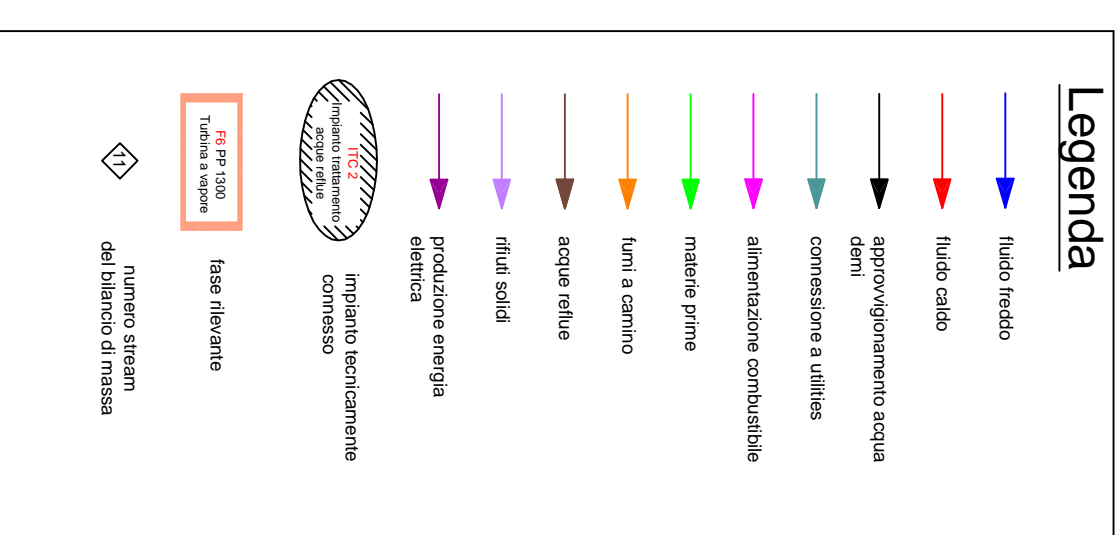 Legenda
fluido freddo
fluido caldo
approvvigionamento acqua
demi
connessione a utilities
alimentazione combustibile
materie prime
fumi a camino
acque reflue
rifiuti solidi
produzione energia
elettrica
ITC 2
Impianto trattamento
acque reflue
impianto tecnicamente
connesso
F6 PP 1300
Turbina a vapore
fase rilevante
11
numero stream
del bilancio di massa